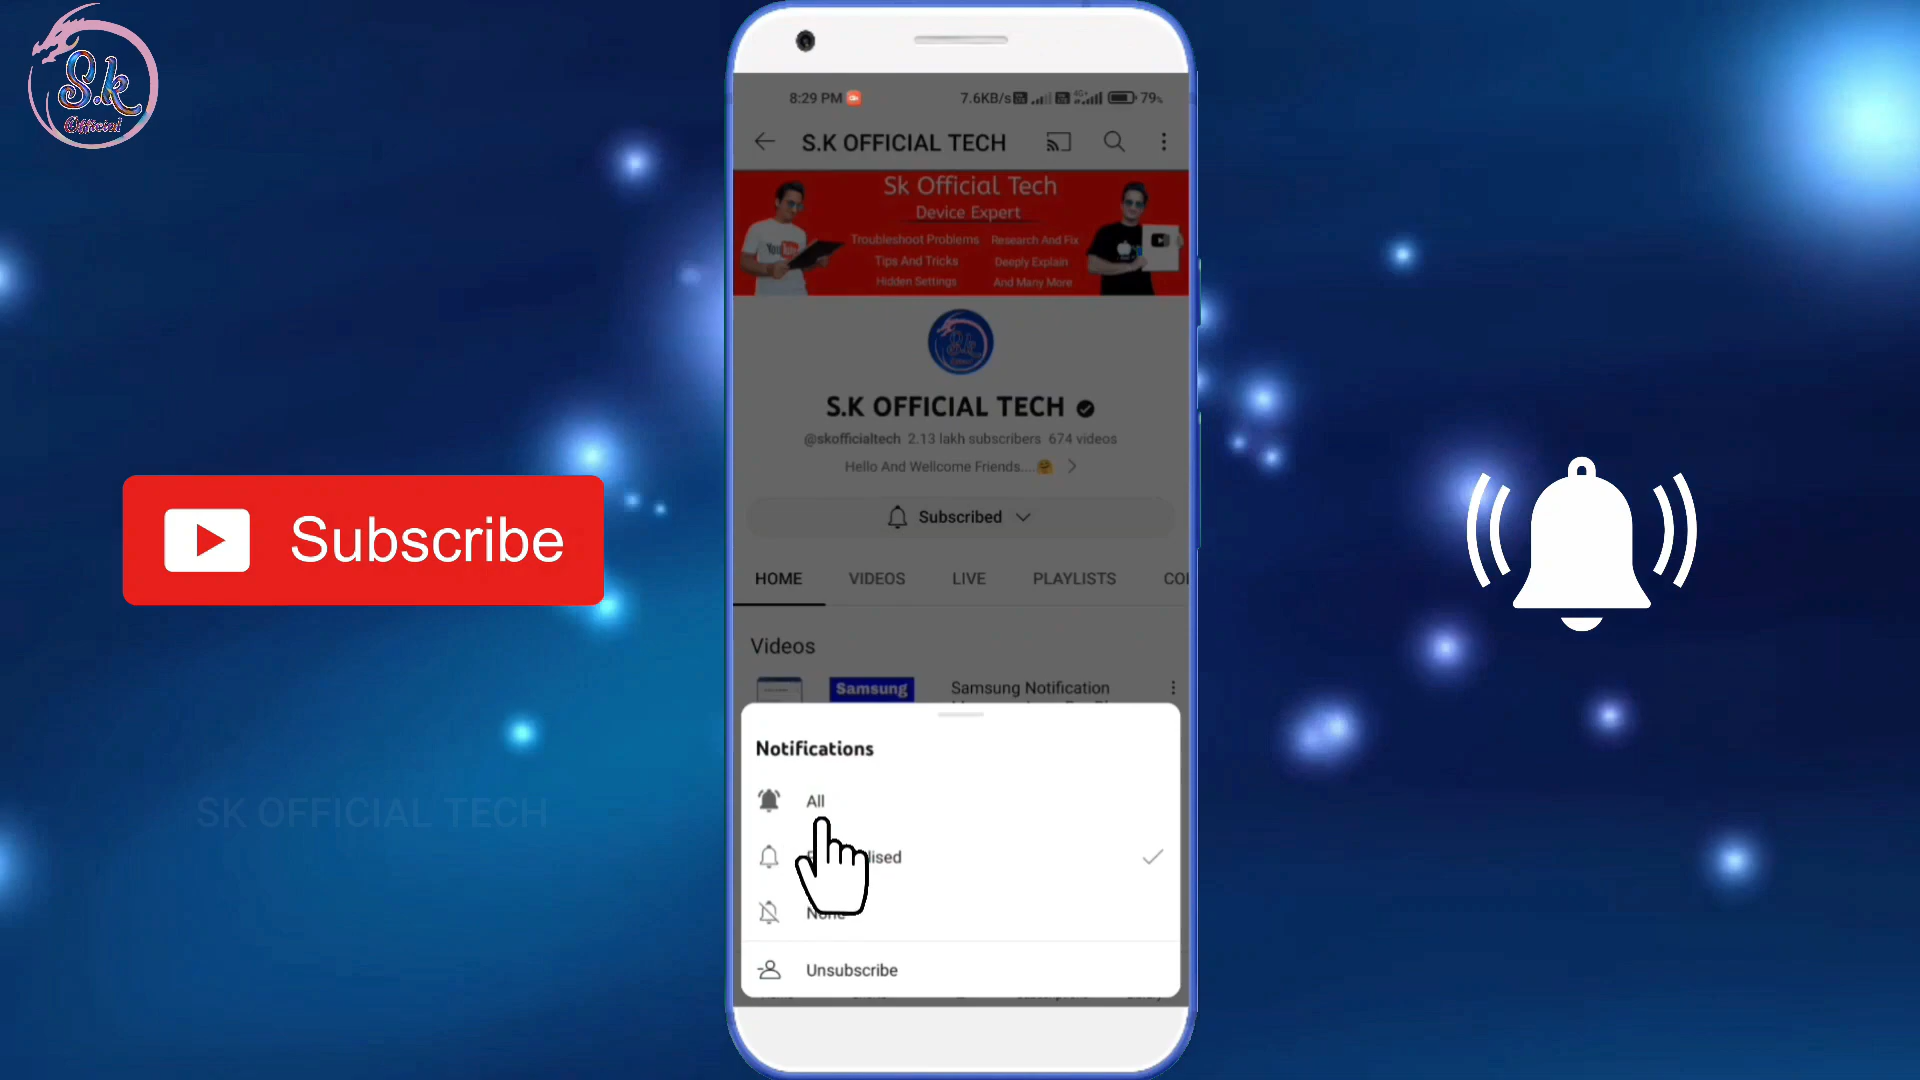 S.k
Official
8:29 PM
7.6KB/s 4G+ 79%
S.K OFFICIAL TECH
Sk Official Tech
Device Expert
Troubleshoot Problems Research And Fix
Tips And Tricks Deeply Explain
Hidden Settings And Many More
S.K OFFICIAL TECH
@skofficialtech 2.13 lakh subscribers 674 videos
Hello And Wellcome Friends....🤗
Subscribed
Subscribe
HOME VIDEOS LIVE PLAYLISTS
Videos
Samsung
Samsung Notification
Notifications
All
None
Unsubscribe
SK OFFICIAL TECH